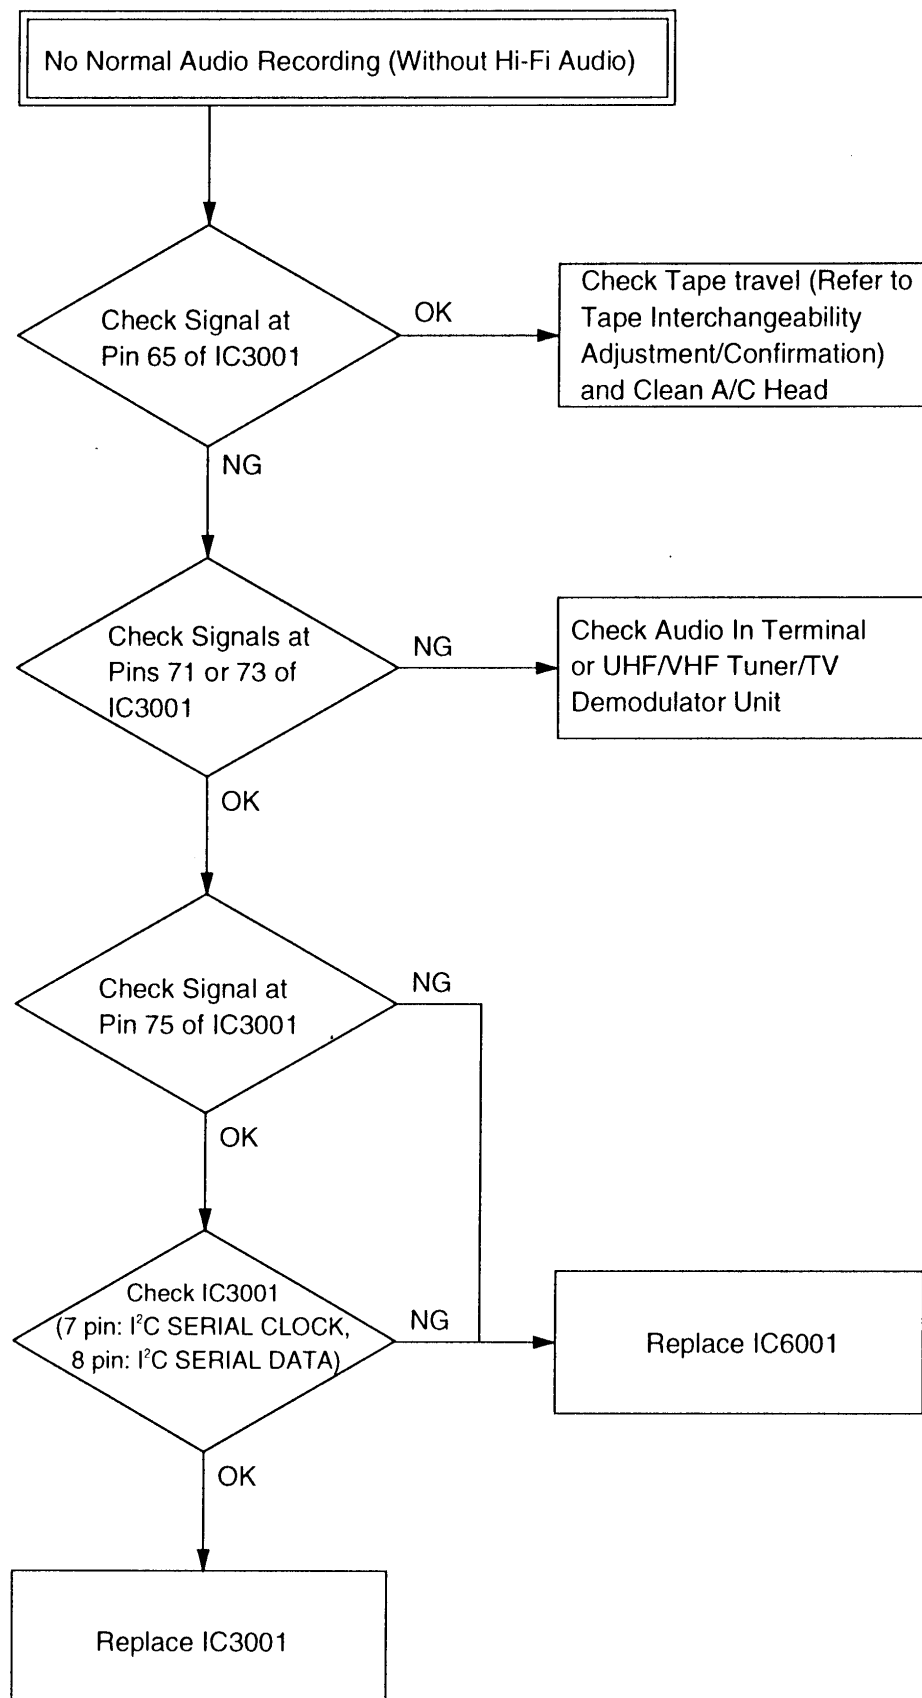 No Normal Audio Recording (Without Hi-Fi Audio)
Check Signal at
Pin 65 of IC3001
OK
Check Tape travel (Refer to
Tape Interchangeability
Adjustment/Confirmation)
and Clean A/C Head
NG
Check Signals at
Pins 71 or 73 of
IC3001
NG
Check Audio In Terminal
or UHF/VHF Tuner/TV
Demodulator Unit
OK
Check Signal at
Pin 75 of IC3001
NG
OK
Check IC3001
(7 pin: I²C SERIAL CLOCK,
8 pin: I²C SERIAL DATA)
NG
Replace IC6001
OK
Replace IC3001